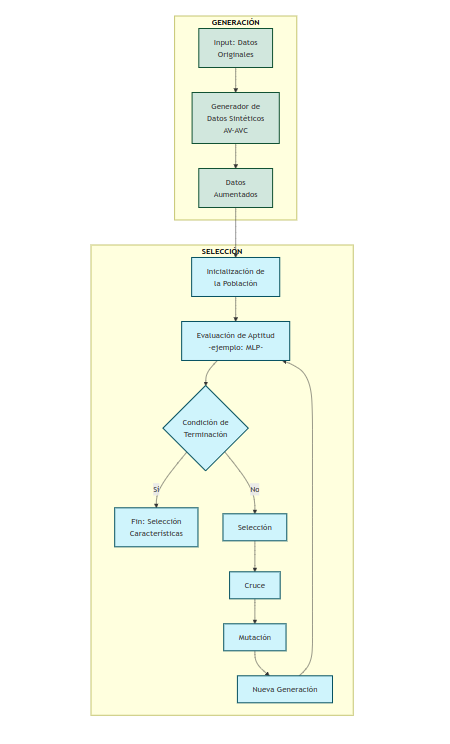 GENERACIÓN
Input: Datos
Originales
Generador de
Datos Sintéticos
AV-AVC
Datos
Aumentados
SELECCIÓN
Inicialización de
la Población
Evaluación de Aptitud
-ejemplo: MLP-
Condición de
Terminación
Sí
No
Fin: Selección
Características
Selección
Cruce
Mutación
Nueva Generación